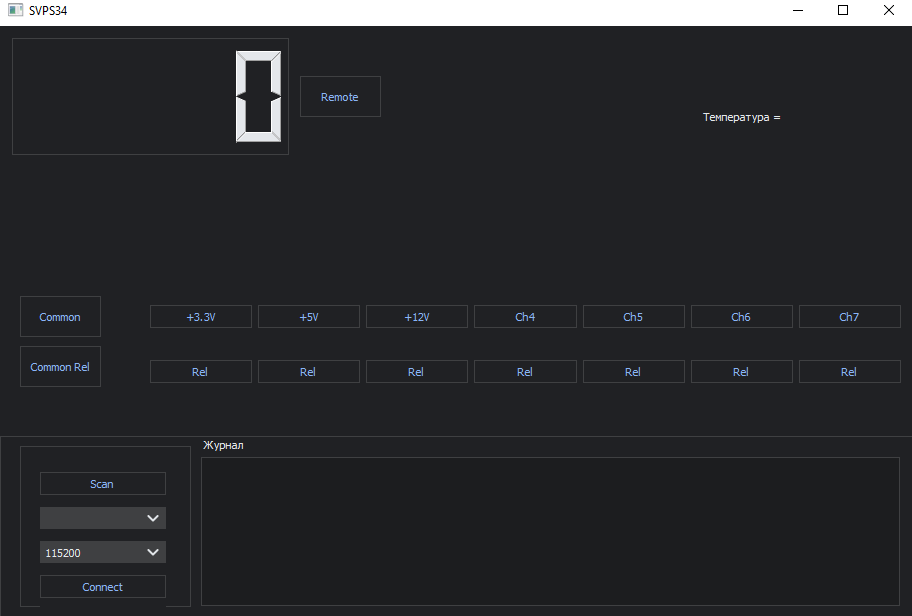 SVPS34
0
Remote
Температура =
Common
+3.3V
+5V
+12V
Ch4
Ch5
Ch6
Ch7
Common Rel
Rel
Rel
Rel
Rel
Rel
Rel
Rel
Журнал
Scan
115200
Connect